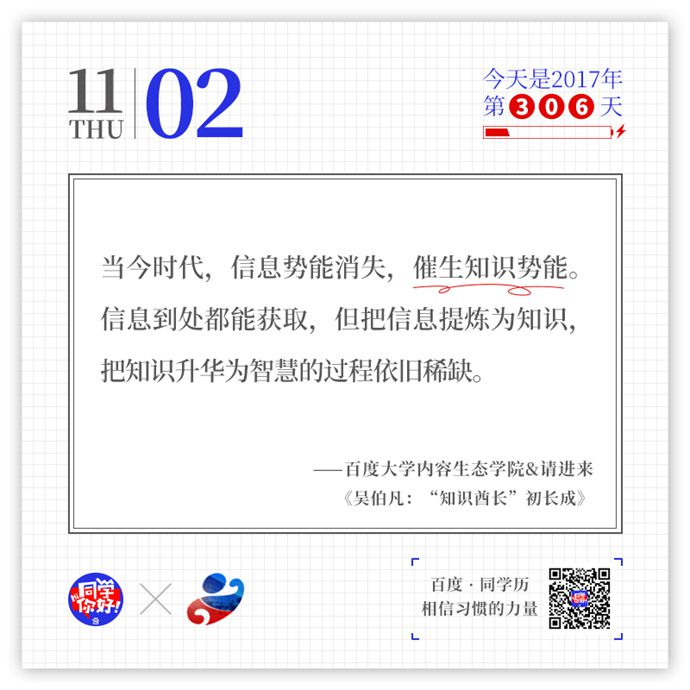 11
THU
02
今天是2017年
第306天
当今时代，信息势能消失，催生知识势能。
信息到处都能获取，但把信息提炼为知识，
把知识升华为智慧的过程依旧稀缺。
——百度大学内容生态学院&请进来
《吴伯凡：“知识酋长”初长成》
Hi
同学
你好!
百度·同学历
相信习惯的力量